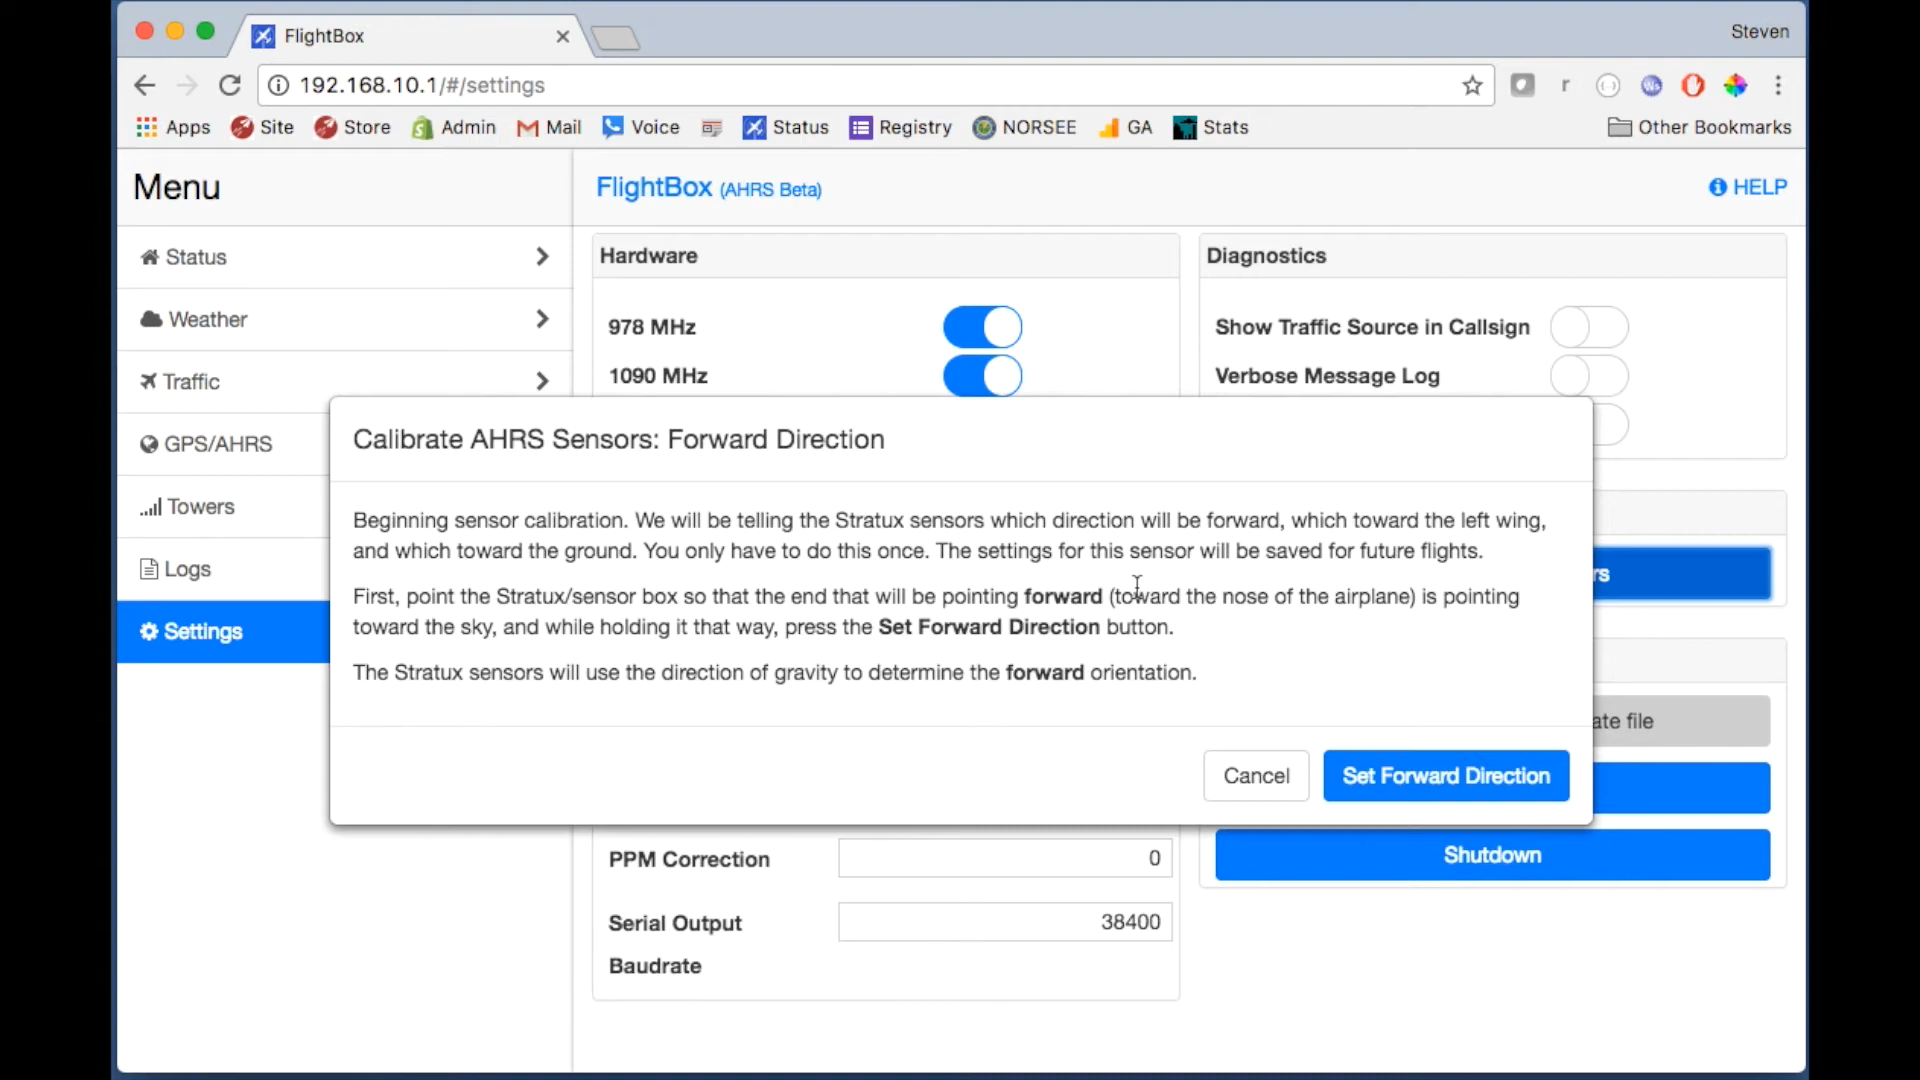 FlightBox
Steven
192.168.10.1/#/settings
r
Apps Site Store Admin Mail Voice Status Registry NORSEE GA Stats Other Bookmarks
Menu
FlightBox (AHRS Beta)
HELP
Status
Weather
Traffic
GPS/AHRS
Towers
Logs
Settings
Hardware
978 MHz
1090 MHz
Diagnostics
Show Traffic Source in Callsign
Verbose Message Log
Calibrate AHRS Sensors: Forward Direction
Beginning sensor calibration. We will be telling the Stratux sensors which direction will be forward, which toward the left wing,
and which toward the ground. You only have to do this once. The settings for this sensor will be saved for future flights.
First, point the Stratux/sensor box so that the end that will be pointing forward (toward the nose of the airplane) is pointing
toward the sky, and while holding it that way, press the Set Forward Direction button.
The Stratux sensors will use the direction of gravity to determine the forward orientation.
Cancel
Set Forward Direction
rs
ate file
PPM Correction
0
Serial Output
Baudrate
38400
Shutdown